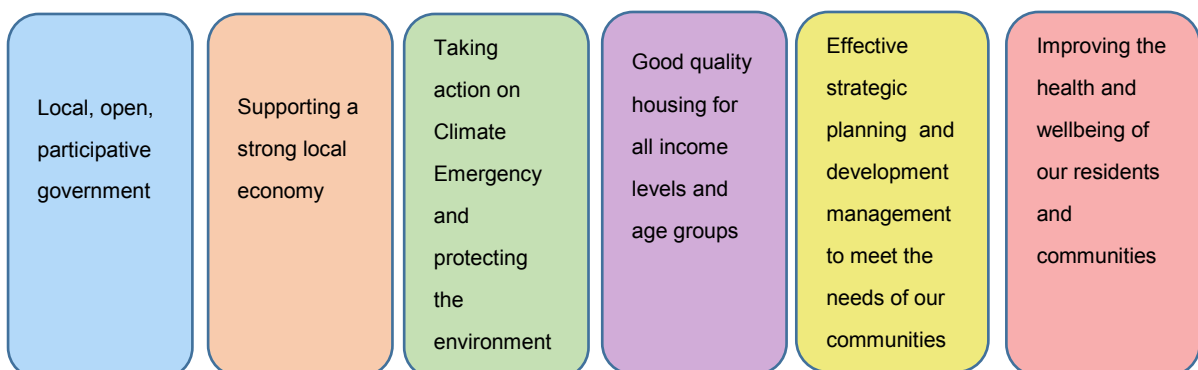 Local, open,
participative
government
Supporting a
strong local
economy
Taking
action on
Climate
Emergency
and
protecting
the
environment
Good quality
housing for
all income
levels and
age groups
Effective
strategic
planning and
development
management
to meet the
needs of our
communities
Improving the
health and
wellbeing of
our residents
and
communities